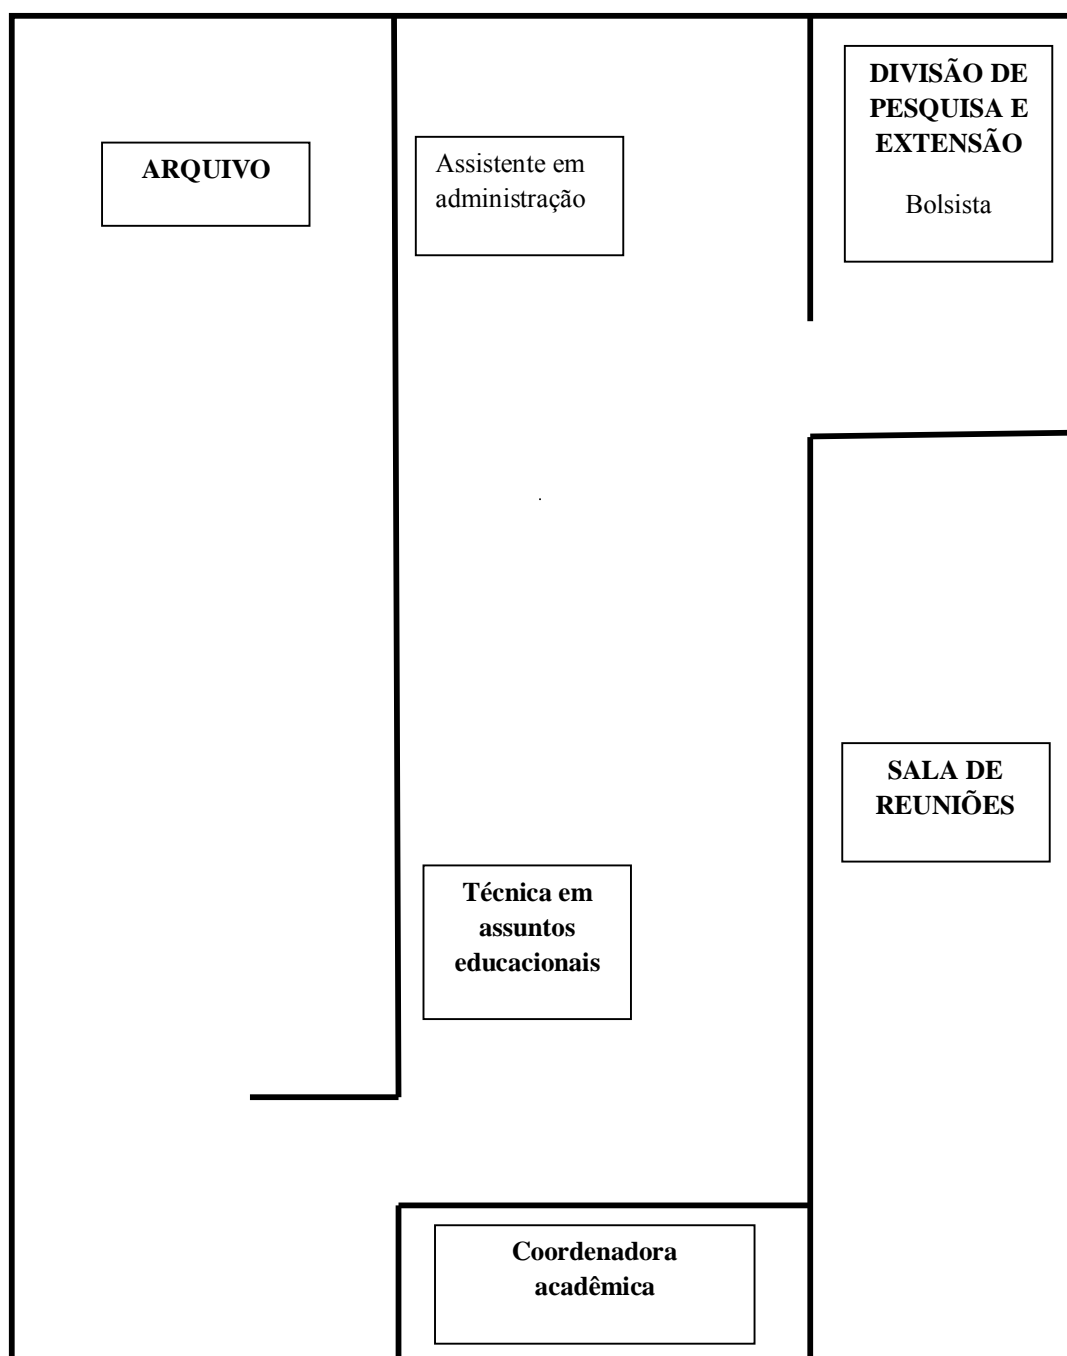 ARQUIVO
Assistente em
administração
DIVISÃO DE
PESQUISA E
EXTENSÃO
Bolsista
SALA DE
REUNIÕES
Técnica em
assuntos
educacionais
Coordenadora
acadêmica